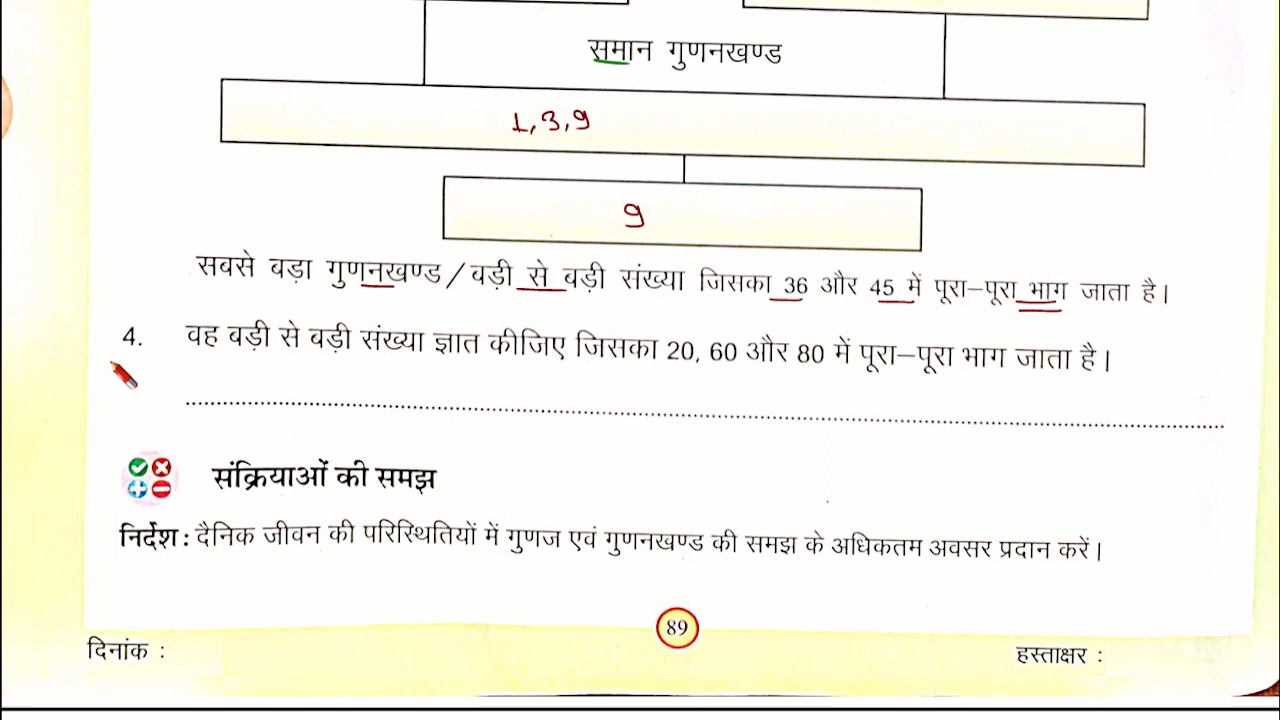 समान गुणनखण्ड
1,3,9
9
सबसे बड़ा गुणनखण्ड / बड़ी से बड़ी संख्या जिसका 36 और 45 में पूरा–पूरा भाग जाता है।
4. वह बड़ी से बड़ी संख्या ज्ञात कीजिए जिसका 20, 60 और 80 में पूरा–पूरा भाग जाता है।
संक्रियाओं की समझ
निर्देश : दैनिक जीवन की परिस्थितियों में गुणज एवं गुणनखण्ड की समझ के अधिकतम अवसर प्रदान करें।
89
दिनांक :
हस्ताक्षर :